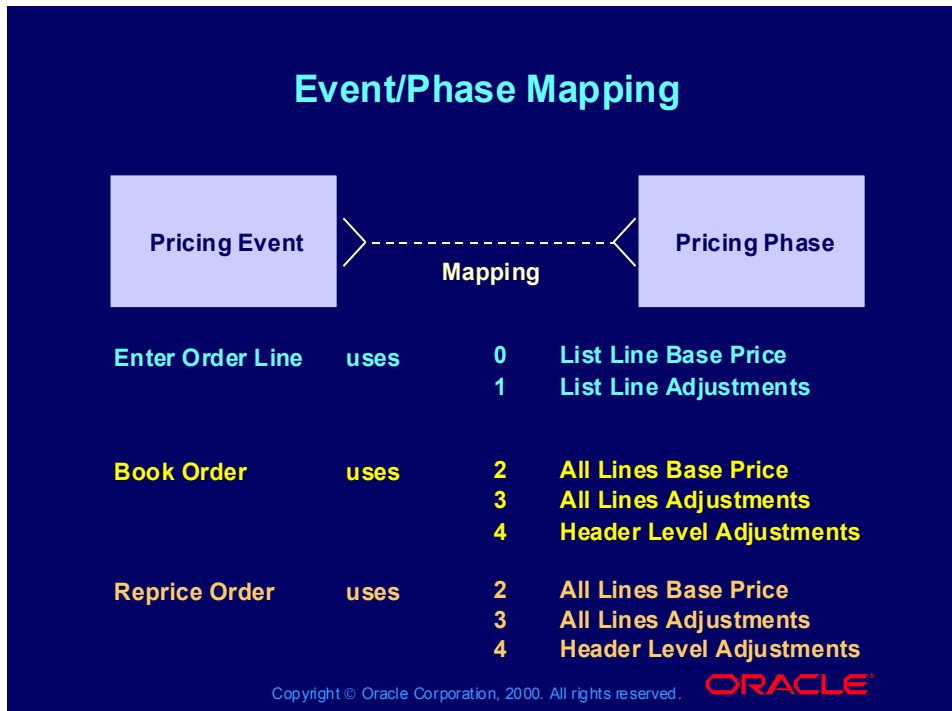 Event/Phase Mapping
Pricing Event
Pricing Phase
Mapping
Enter Order Line uses 0 List Line Base Price
1 List Line Adjustments
Book Order uses 2 All Lines Base Price
3 All Lines Adjustments
4 Header Level Adjustments
Reprice Order uses 2 All Lines Base Price
3 All Lines Adjustments
4 Header Level Adjustments
Copyright © Oracle Corporation, 2000. All rights reserved. ORACLE®